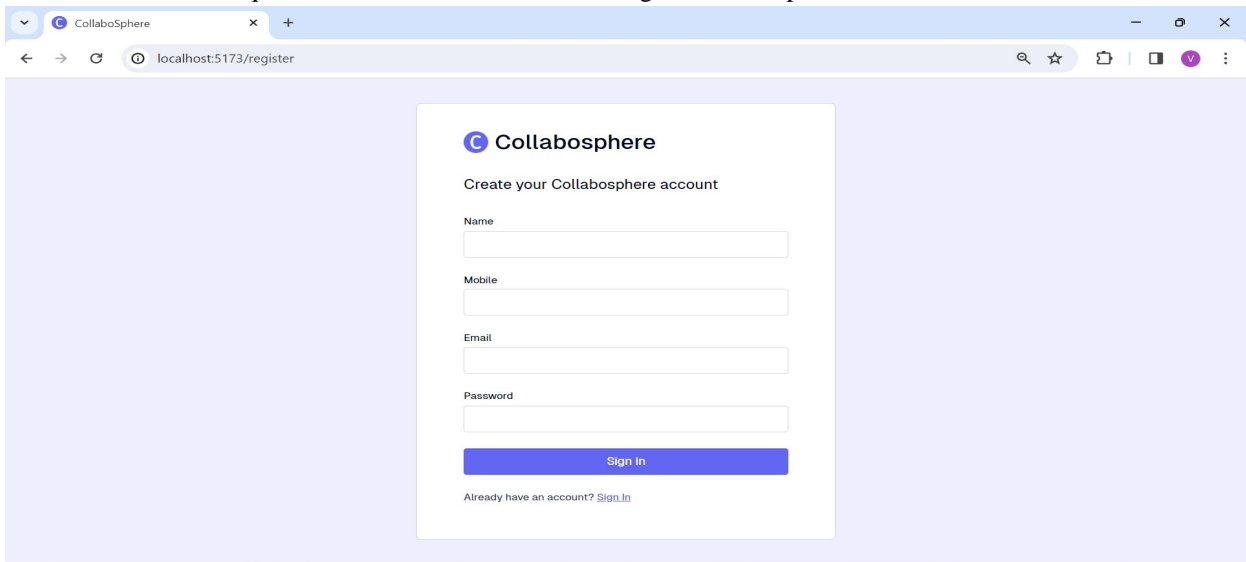 CollaboSphere
localhost:5173/register
V
C Collabosphere
Create your Collabosphere account
Name
Mobile
Email
Password
Sign In
Already have an account? Sign In